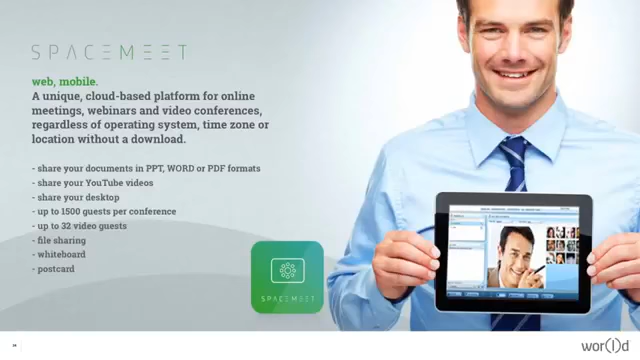 SPACEMEET
web, mobile.
A unique, cloud-based platform for online
meetings, webinars and video conferences,
regardless of operating system, time zone or
location without a download.
- share your documents in PPT, WORD or PDF formats
- share your YouTube videos
- share your desktop
- up to 1500 guests per conference
- up to 32 video guests
- file sharing
- whiteboard
- postcard
SPACEMEET
wor(l)d